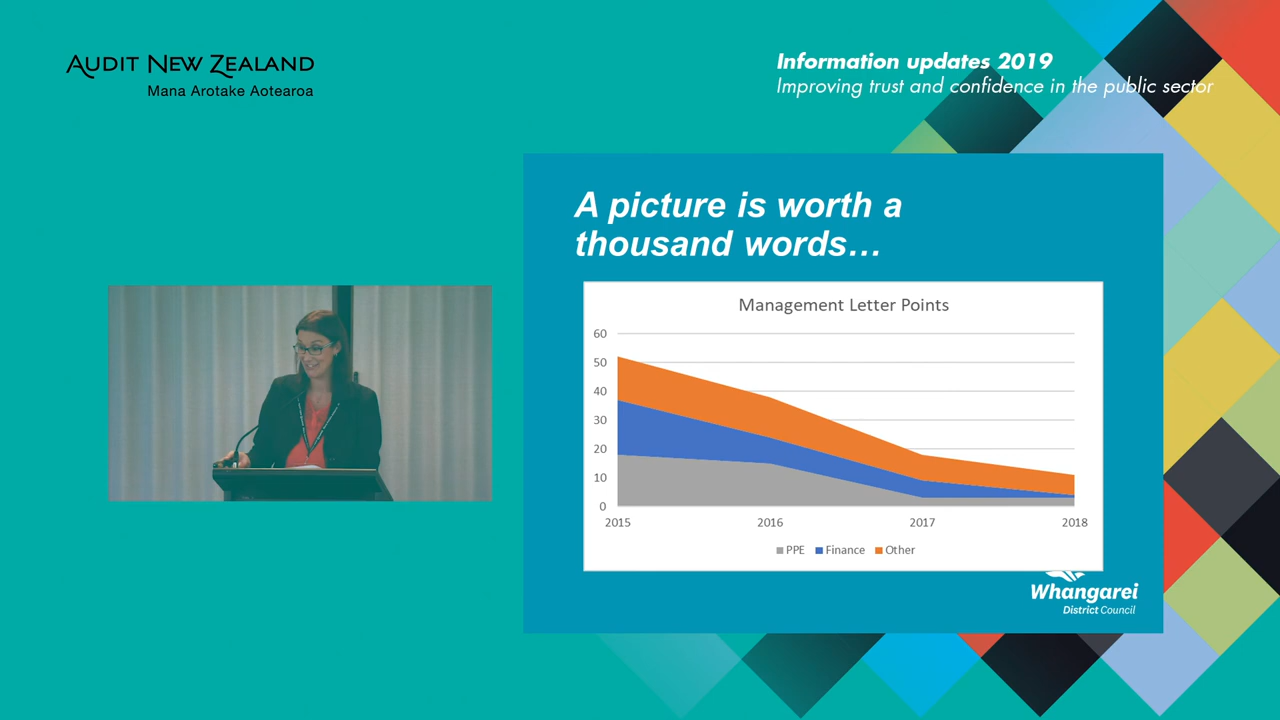 AUDIT NEW ZEALAND
Mana Arotake Aotearoa
Information updates 2019
Improving trust and confidence in the public sector
A picture is worth a
thousand words…
Management Letter Points
60
50
40
30
20
10
0
2015 2016 2017 2018
PPE Finance Other
Whangarei
District Council